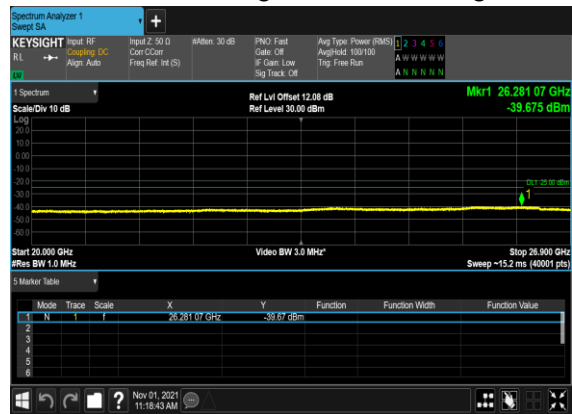 Spectrum Analyzer 1
Swept SA
+
KEYSIGHT Input: RF Input Z: 50 Ω #Atten: 30 dB PNO: Fast Avg Type: Power (RMS) 1 2 3 4 5 6
RL Coupling: DC Corr CCorr Gate: Off Avg|Hold: 100/100 A W W W W W
Align: Auto Freq Ref: Int (S) IF Gain: Low Trig: Free Run
Sig Track: Off A N N N N N
1 Spectrum Ref Lvl Offset 12.08 dB Mkr1 26.281 07 GHz
Scale/Div 10 dB Ref Level 30.00 dBm -39.675 dBm
Log
20.0
10.0
0.00
-10.0
-20.0
DL1 -25.00 dBm
-30.0
1
-40.0
-50.0
-60.0
Start 20.000 GHz Video BW 3.0 MHz* Stop 26.900 GHz
#Res BW 1.0 MHz Sweep ~15.2 ms (40001 pts)
5 Marker Table
Mode Trace Scale X Y Function Function Width Function Value
1 N 1 f 26.281 07 GHz -39.67 dBm
2
3
4
5
6
? Nov 01, 2021
11:18:43 AM